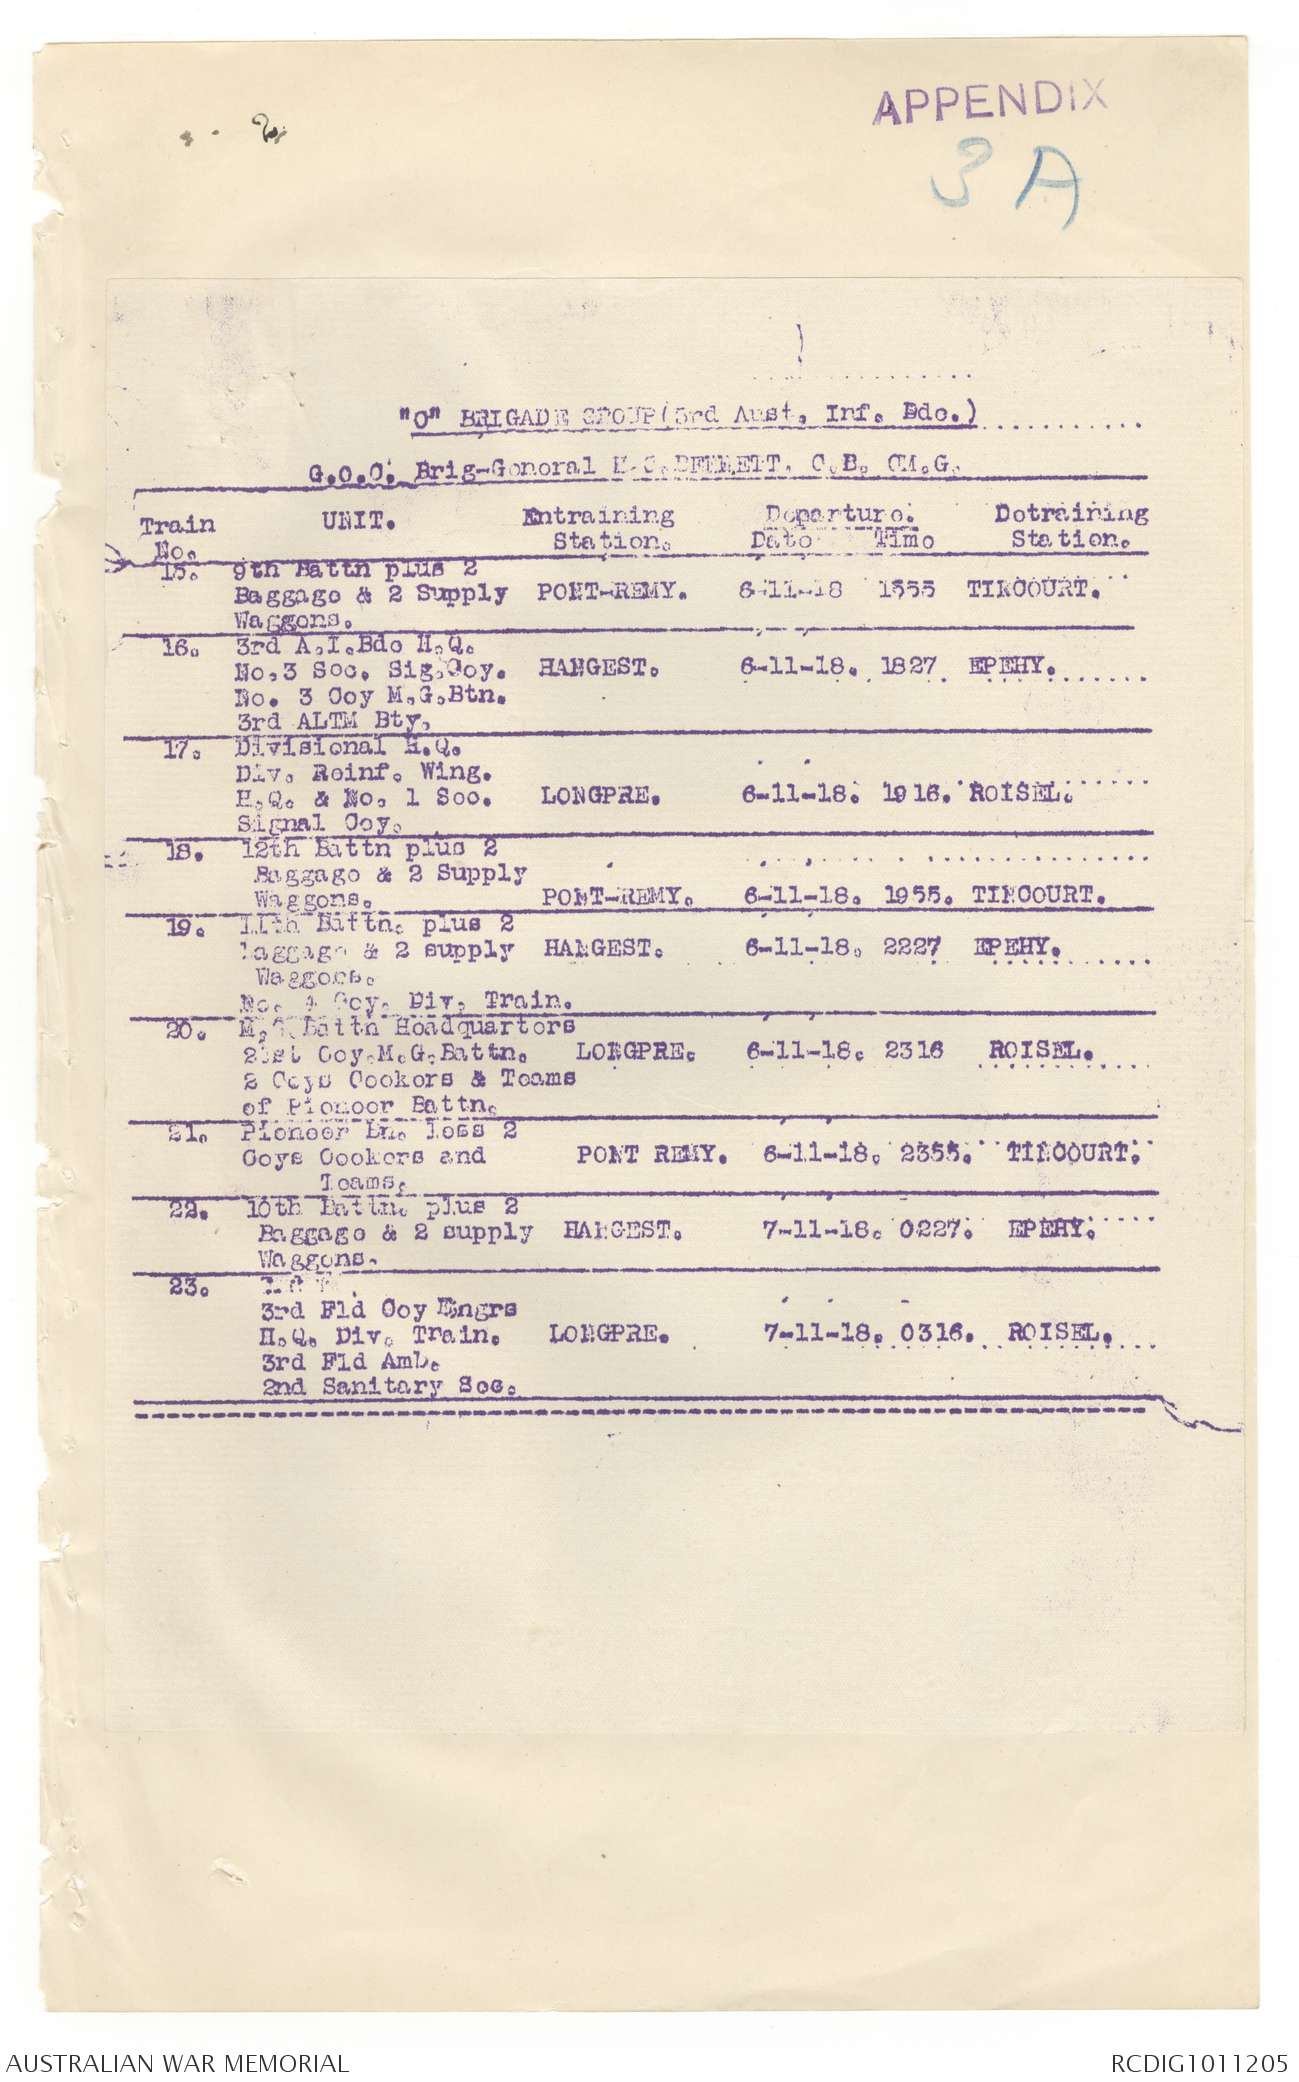 APPENDIX
3 A
"C" BRIGADE GROUP (3rd Aust. Inf. Bde.)
G.O.C. Brig-General H.G. BENNETT. C.B. CM.G.
Train No. UNIT. Entraining Station. Departure. Date Time Detraining Station.
15. 9th Battn plus 2
Baggage & 2 Supply PONT-REMY. 6-11-18 1555 TINCOURT.
Waggons.
16. 3rd A.I.Bde H.Q.
No.3 Sec. Sig.Coy. HANGEST. 6-11-18. 1827 EPEHY.
No. 3 Coy M.G.Btn.
3rd ALTM Bty.
17. Divisional H.Q.
Div. Reinf. Wing.
H.Q. & No. 1 Sec. LONGPRE. 6-11-18. 1916. ROISEL.
Signal Coy.
18. 12th Battn plus 2
Baggage & 2 Supply
Waggons. PONT-REMY. 6-11-18. 1955. TINCOURT.
19. 11th Battn. plus 2
Baggage & 2 supply HANGEST. 6-11-18. 2227 EPEHY.
Waggons.
No. Coy. Div. Train.
20. M.G.Battn Headquarters
21st Coy.M.G.Battn. LONGPRE. 6-11-18. 2316 ROISEL.
2 Coys Cookers & Teams
of Pioneer Battn.
21. Pioneer Bn. less 2
Coys Cookers and PONT REMY. 6-11-18. 2355. TINCOURT.
Teams.
22. 10th Battn. plus 2
Baggage & 2 supply HANGEST. 7-11-18. 0227. EPEHY.
Waggons.
23.
3rd Fld Coy Engrs
H.Q. Div. Train. LONGPRE. 7-11-18. 0316. ROISEL.
3rd Fld Amb.
2nd Sanitary Sec.
AUSTRALIAN WAR MEMORIAL RCDIG1011205